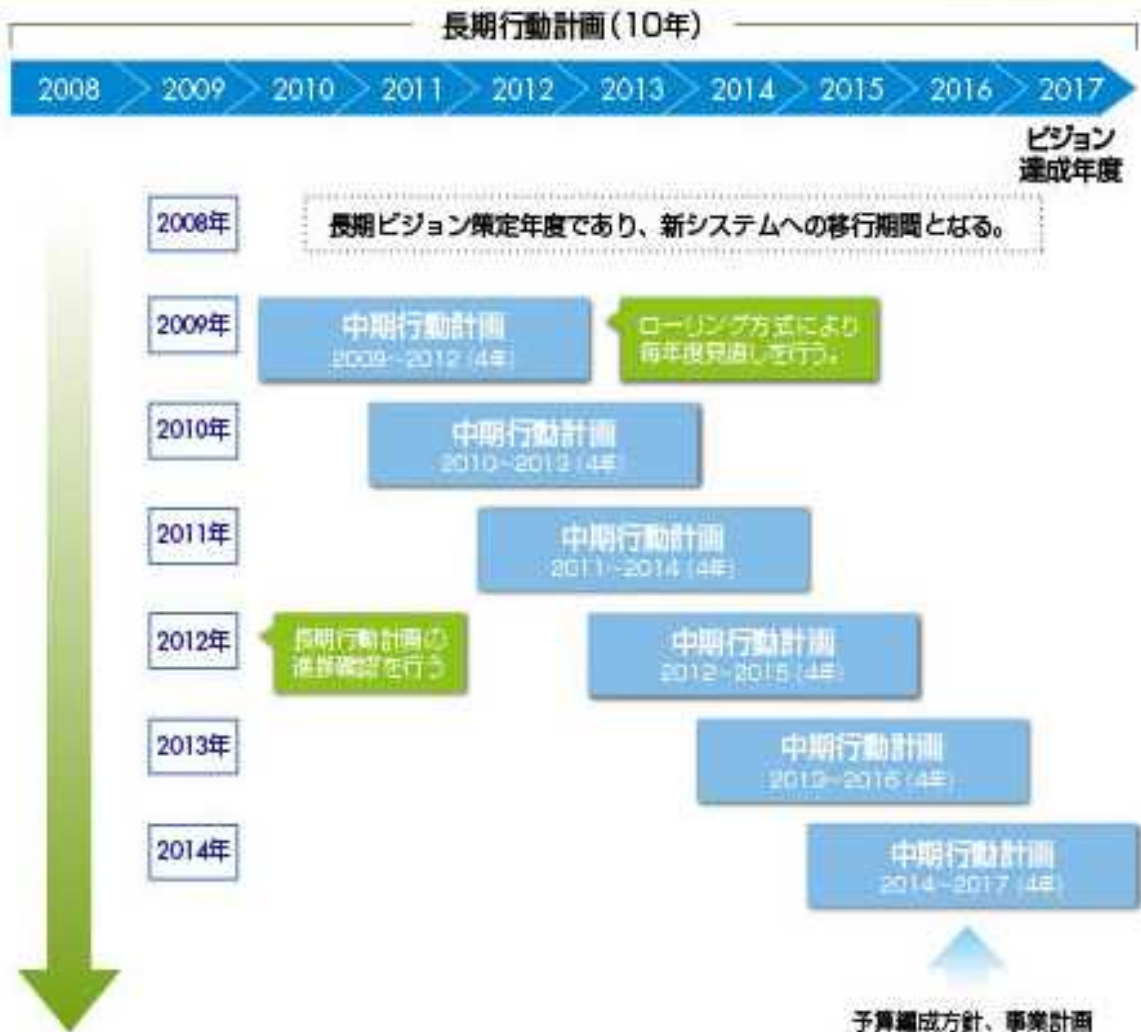 長期行動計画(10年)
2008 2009 2010 2011 2012 2013 2014 2015 2016 2017
ビジョン
達成年度
2008年
長期ビジョン策定年度であり、新システムへの移行期間となる。
2009年
中期行動計画
2009~2012(4年)
ローリング方式により
毎年度見直しを行う。
2010年
中期行動計画
2010~2013(4年)
2011年
中期行動計画
2011~2014(4年)
2012年
長期行動計画の
進捗確認を行う
中期行動計画
2012~2015(4年)
2013年
中期行動計画
2013~2016(4年)
2014年
中期行動計画
2014~2017(4年)
予算編成方針、事業計画